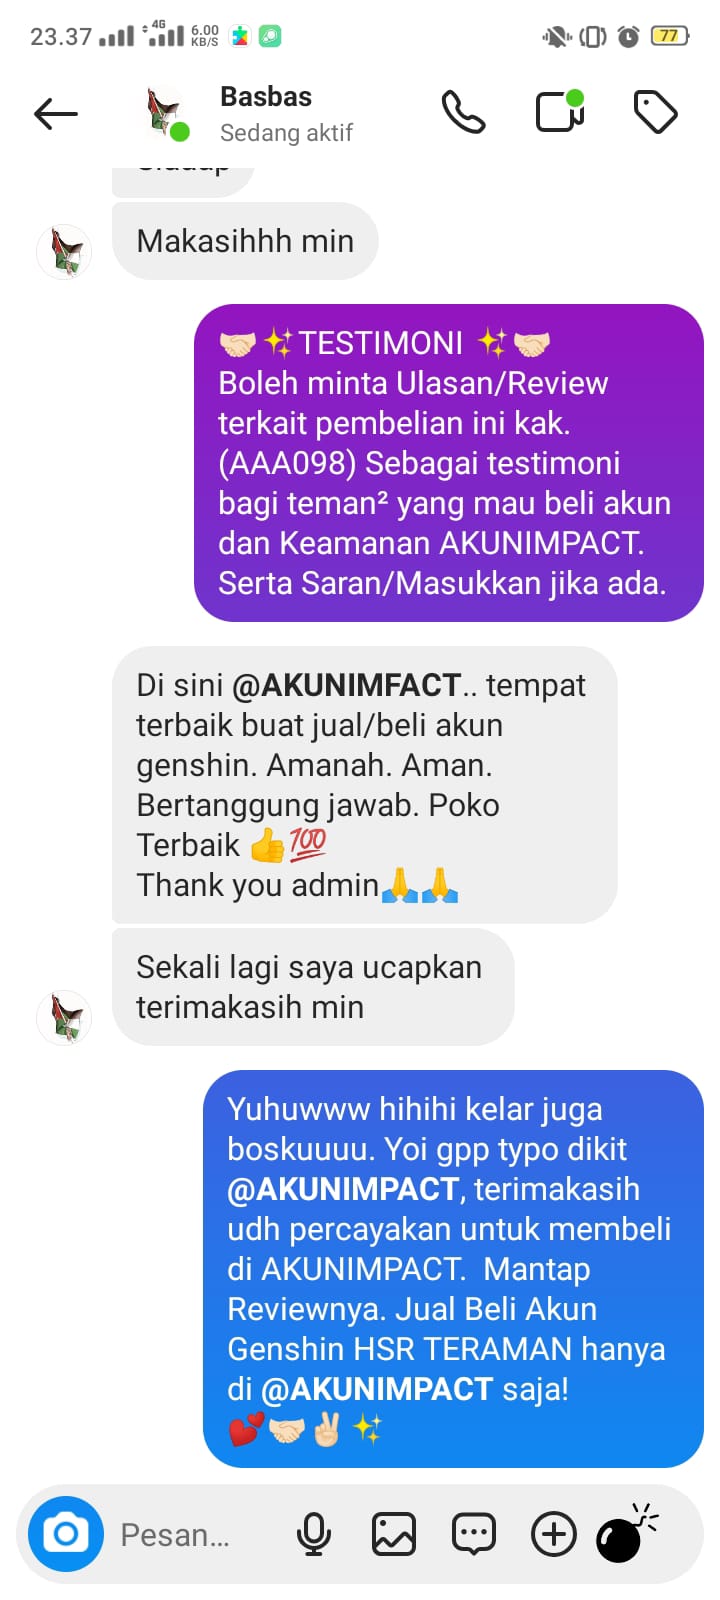 23.37 4G 6.00 KB/S 77
Basbas
Sedang aktif
Makasihhh min
🤝🏻✨TESTIMONI ✨🤝🏻
Boleh minta Ulasan/Review
terkait pembelian ini kak.
(AAA098) Sebagai testimoni
bagi teman² yang mau beli akun
dan Keamanan AKUNIMPACT.
Serta Saran/Masukkan jika ada.
Di sini @AKUNIMFACT.. tempat
terbaik buat jual/beli akun
genshin. Amanah. Aman.
Bertanggung jawab. Poko
Terbaik 👍💯
Thank you admin🙏🙏
Sekali lagi saya ucapkan
terimakasih min
Yuhuwww hihihi kelar juga
boskuuuu. Yoi gpp typo dikit
@AKUNIMPACT, terimakasih
udh percayakan untuk membeli
di AKUNIMPACT.  Mantap
Reviewnya. Jual Beli Akun
Genshin HSR TERAMAN hanya
di @AKUNIMPACT saja!
💕🤝🏻✌🏻✨
Pesan...